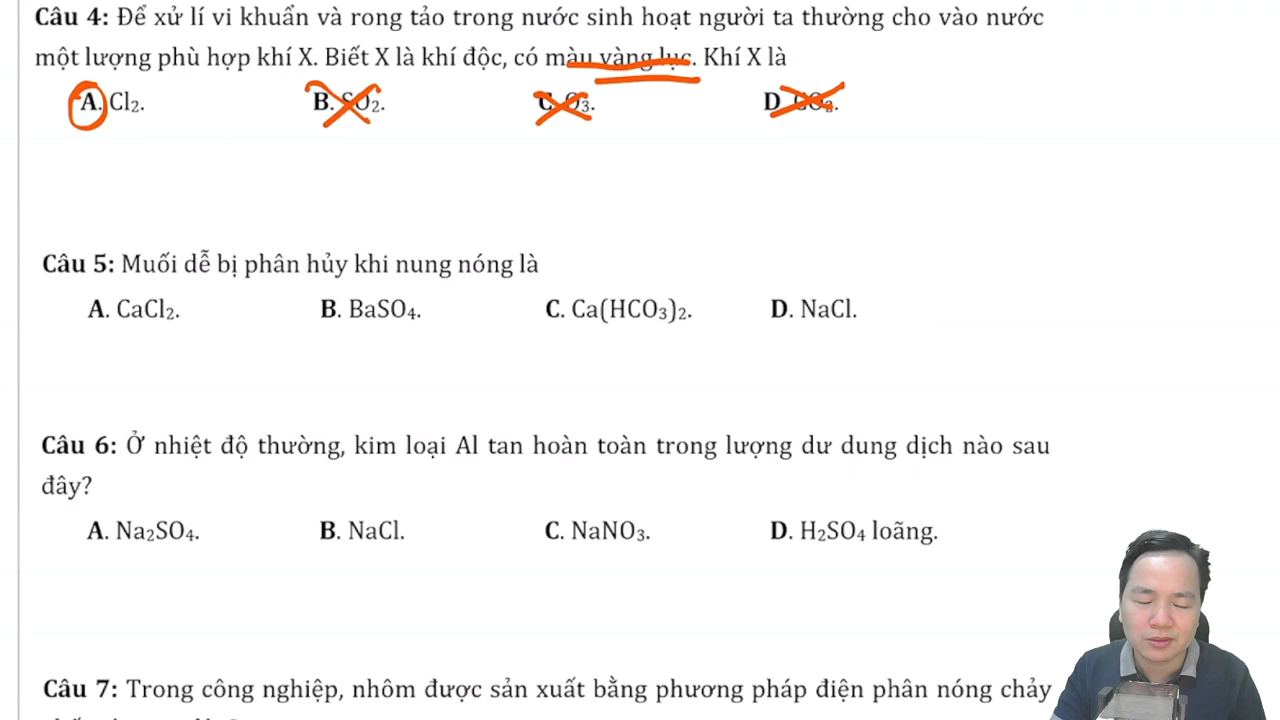 Câu 4: Để xử lí vi khuẩn và rong tảo trong nước sinh hoạt người ta thường cho vào nước
một lượng phù hợp khí X. Biết X là khí độc, có màu vàng lục. Khí X là
A. Cl₂. B. SO₂. C. O₃. D. CO₂.
Câu 5: Muối dễ bị phân hủy khi nung nóng là
A. CaCl₂. B. BaSO₄. C. Ca(HCO₃)₂. D. NaCl.
Câu 6: Ở nhiệt độ thường, kim loại Al tan hoàn toàn trong lượng dư dung dịch nào sau
đây?
A. Na₂SO₄. B. NaCl. C. NaNO₃. D. H₂SO₄ loãng.
Câu 7: Trong công nghiệp, nhôm được sản xuất bằng phương pháp điện phân nóng chảy